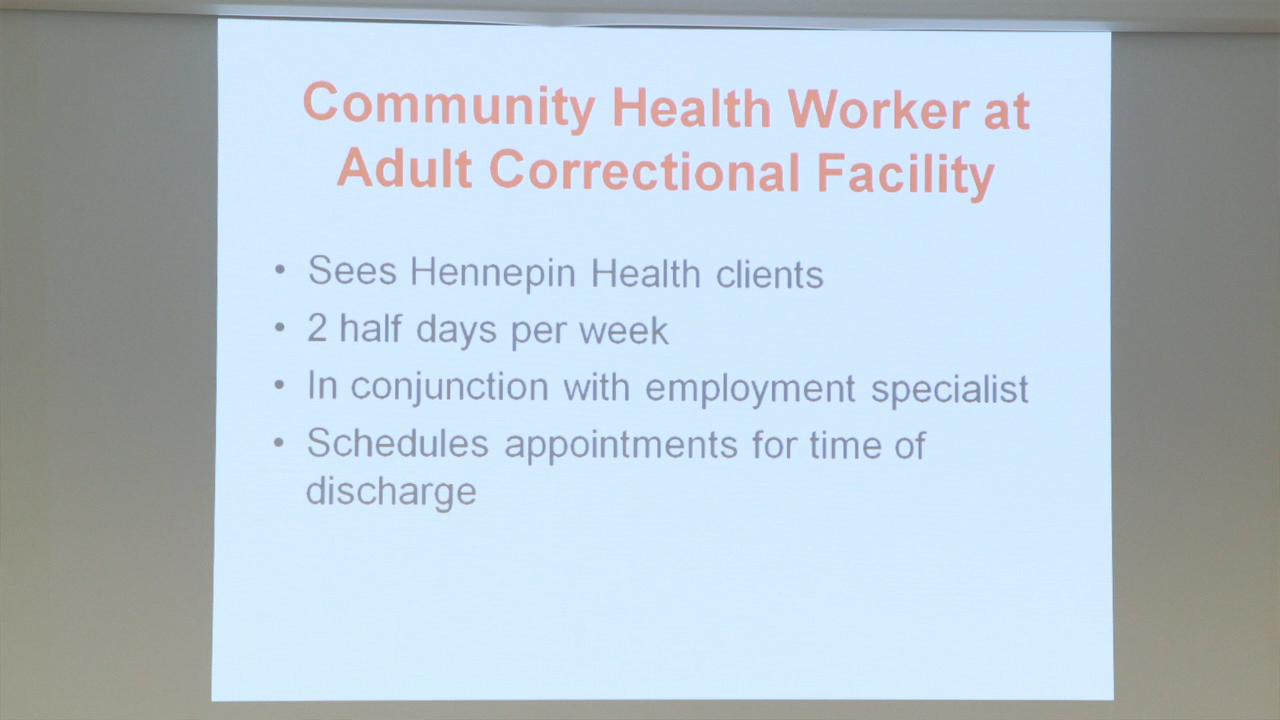 Community Health Worker at
Adult Correctional Facility
• Sees Hennepin Health clients
• 2 half days per week
• In conjunction with employment specialist
• Schedules appointments for time of
discharge